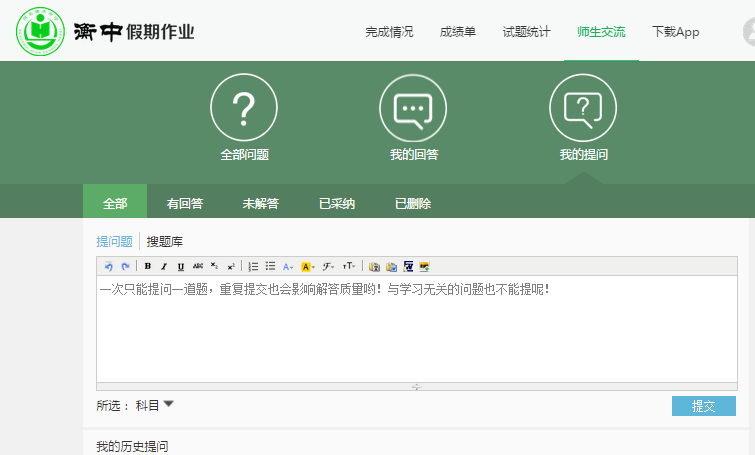 衡中假期作业
完成情况 成绩单 试题统计 师生交流 下载App
全部问题 我的回答 我的提问
全部 有回答 未解答 已采纳 已删除
提问题 搜题库
B I U ABC X₂ X² A A F тT
一次只能提问一道题，重复提交也会影响解答质量哟！与学习无关的问题也不能提呢！
所选： 科目 提交
我的历史提问